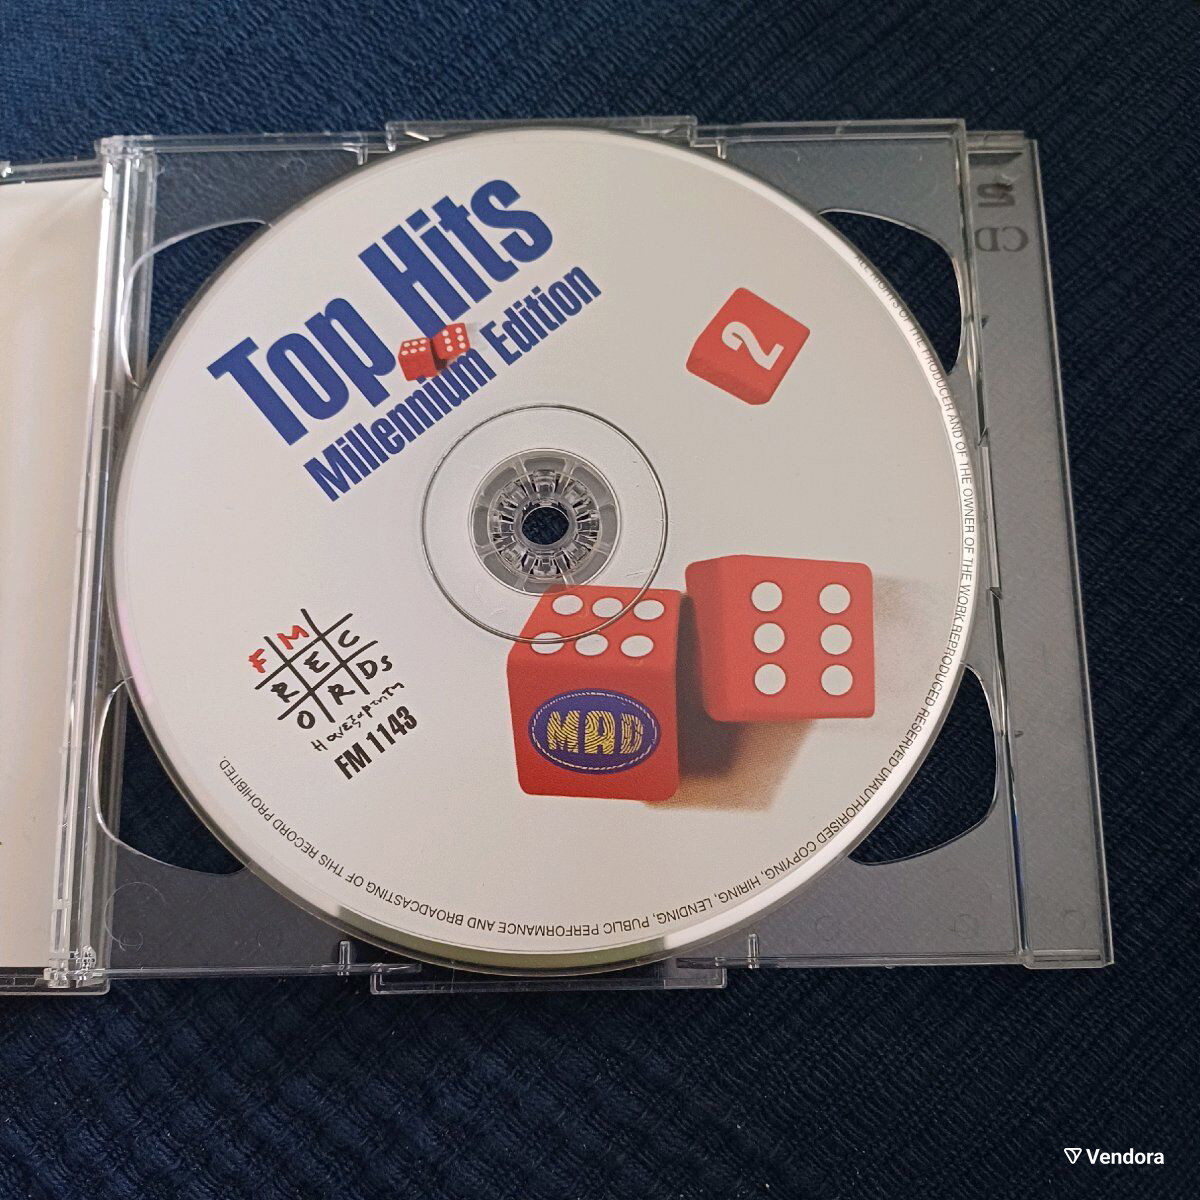 Top Hits
Millennium Edition
2
2
CD
F M
R E C
O R Ds
FM 1143
MAD
ALL RIGHTS OF THE PRODUCER AND OF THE OWNER OF THE WORK REPRODUCED RESERVED UNAUTHORISED COPYING, HIRING, LENDING, PUBLIC PERFORMANCE AND BROADCASTING OF THIS RECORD PROHIBITED.
Vendora